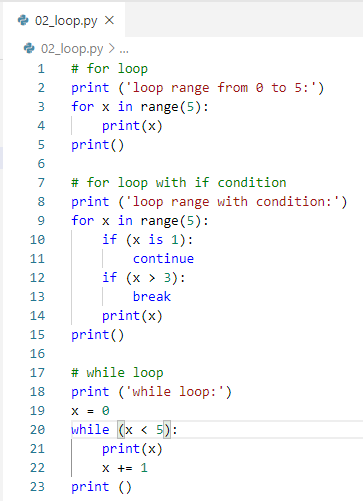 02_loop.py ×
02_loop.py > ...
1 # for loop
2 print ('loop range from 0 to 5:')
3 for x in range(5):
4     print(x)
5 print()
6
7 # for loop with if condition
8 print ('loop range with condition:')
9 for x in range(5):
10     if (x is 1):
11         continue
12     if (x > 3):
13         break
14     print(x)
15 print()
16
17 # while loop
18 print ('while loop:')
19 x = 0
20 while (x < 5):
21     print(x)
22     x += 1
23 print ()